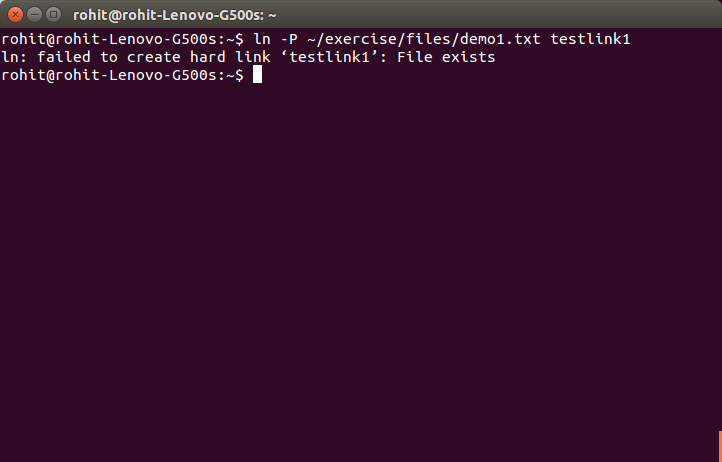 rohit@rohit-Lenovo-G500s: ~
rohit@rohit-Lenovo-G500s:~$ ln -P ~/exercise/files/demo1.txt testlink1
ln: failed to create hard link ‘testlink1’: File exists
rohit@rohit-Lenovo-G500s:~$